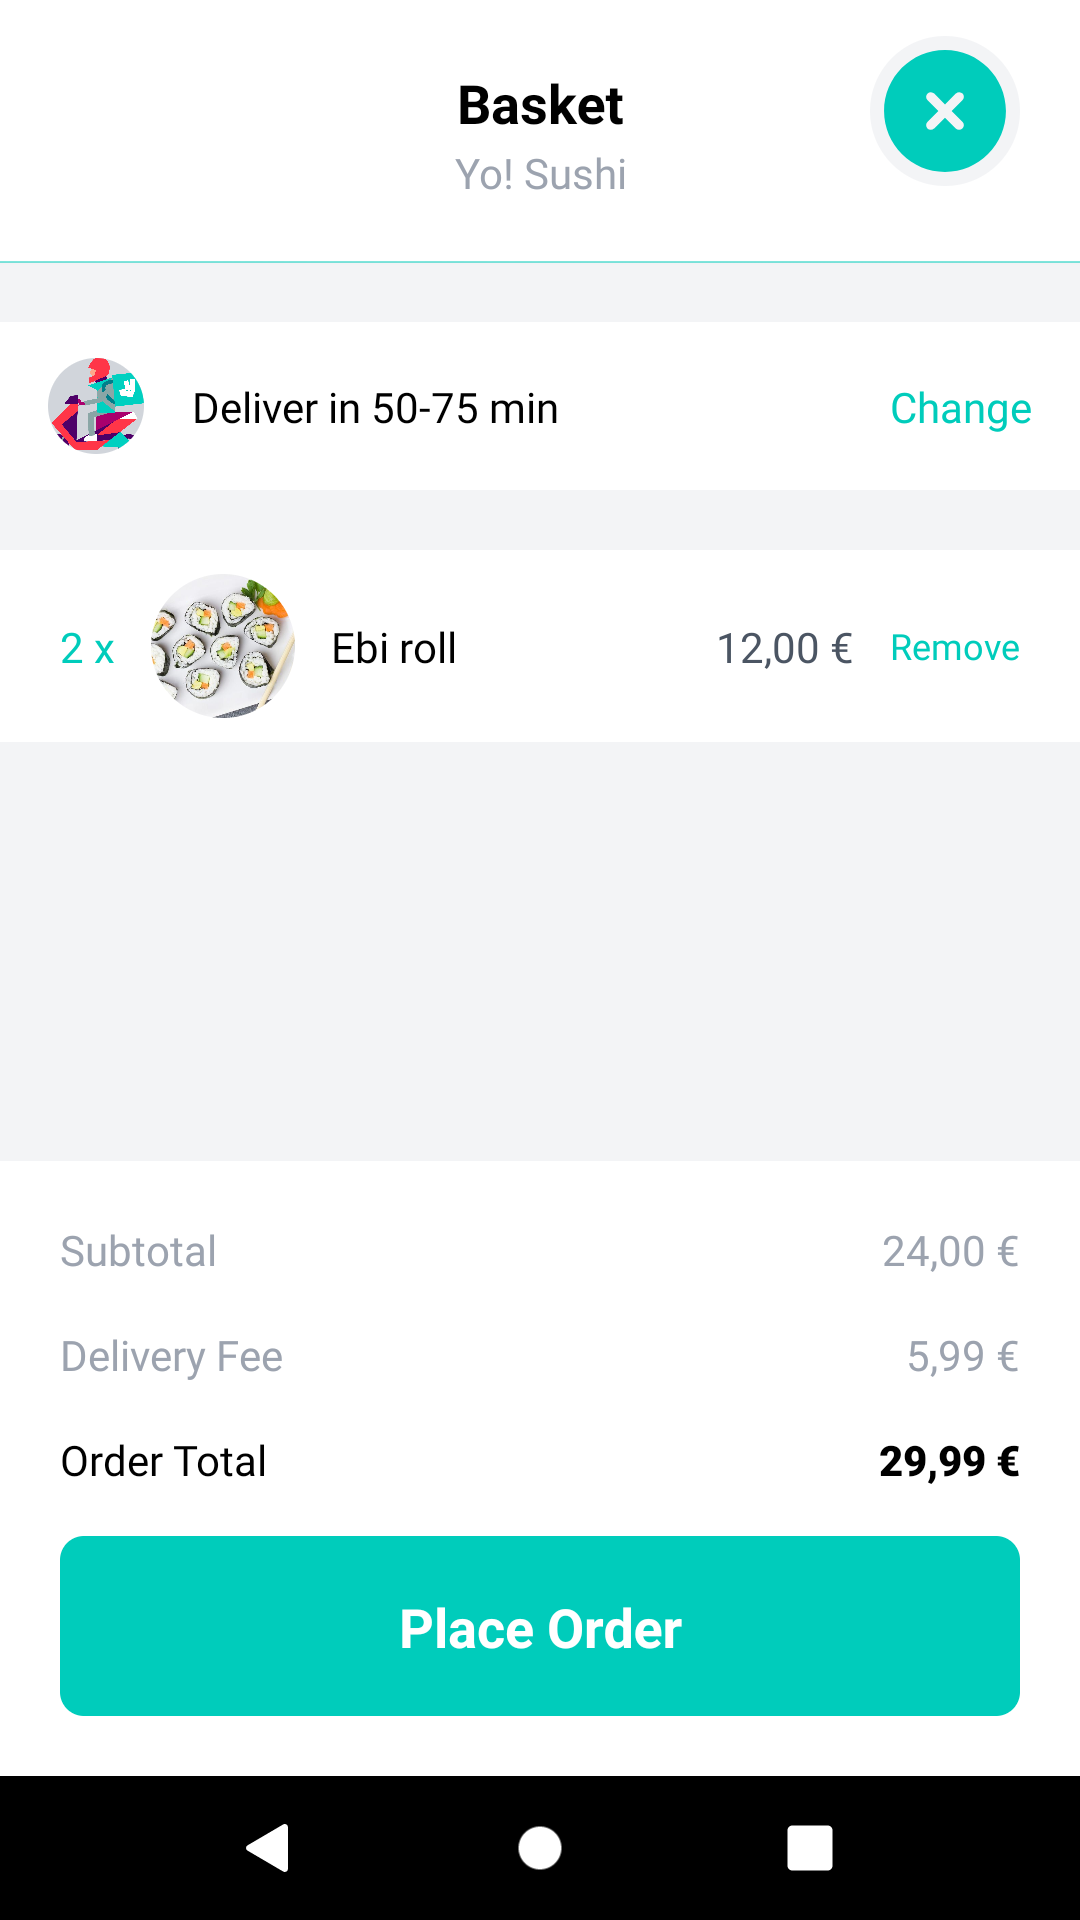 Basket
Yo! Sushi
Deliver in 50-75 min Change
2 x Ebi roll 12,00 € Remove
Subtotal 24,00 €
Delivery Fee 5,99 €
Order Total 29,99 €
Place Order